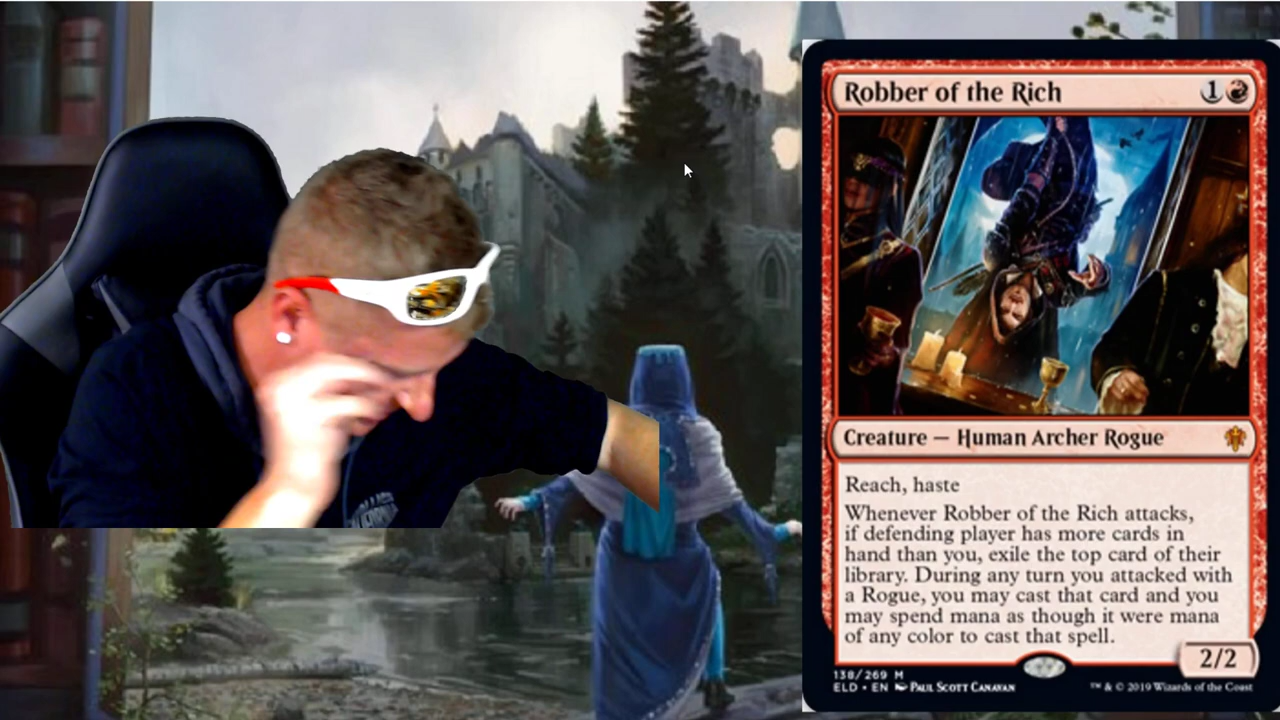 Robber of the Rich 1
Creature — Human Archer Rogue
Reach, haste
Whenever Robber of the Rich attacks,
if defending player has more cards in
hand than you, exile the top card of their
library. During any turn you attacked with
a Rogue, you may cast that card and you
may spend mana as though it were mana
of any color to cast that spell.
2/2
138/269 M
ELD • EN Paul Scott Canavan ™ & © 2019 Wizards of the Coast